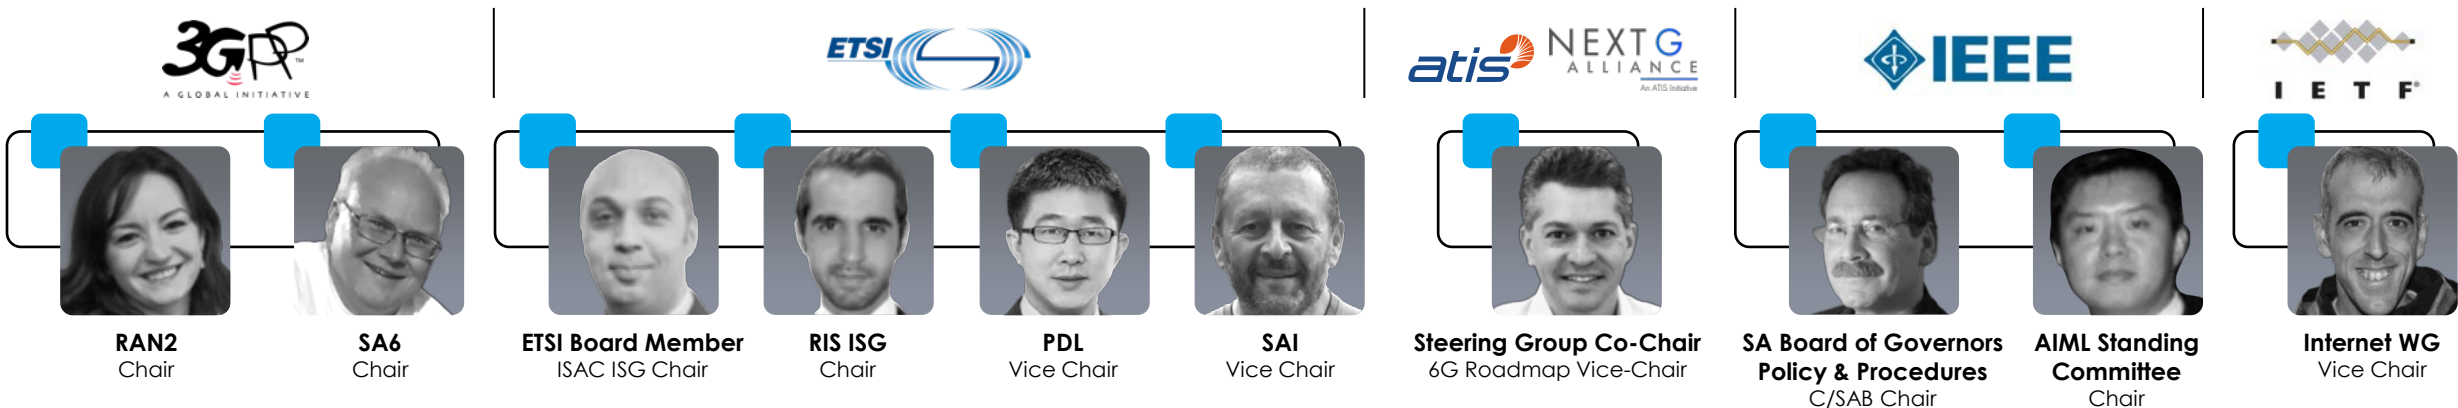 3GPP™
A GLOBAL INITIATIVE
ETSI
atis
NEXT G
ALLIANCE
An ATIS Initiative
IEEE
IETF®
RAN2
Chair
SA6
Chair
ETSI Board Member
ISAC ISG Chair
RIS ISG
Chair
PDL
Vice Chair
SAI
Vice Chair
Steering Group Co-Chair
6G Roadmap Vice-Chair
SA Board of Governors
Policy & Procedures
C/SAB Chair
AIML Standing
Committee
Chair
Internet WG
Vice Chair